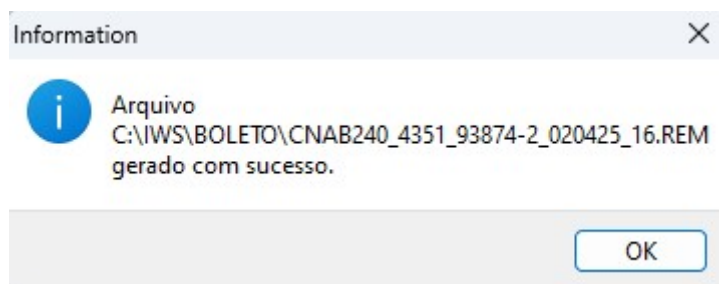 Information
Arquivo
C:\IWS\BOLETO\CNAB240_4351_93874-2_020425_16.REM
gerado com sucesso.
OK